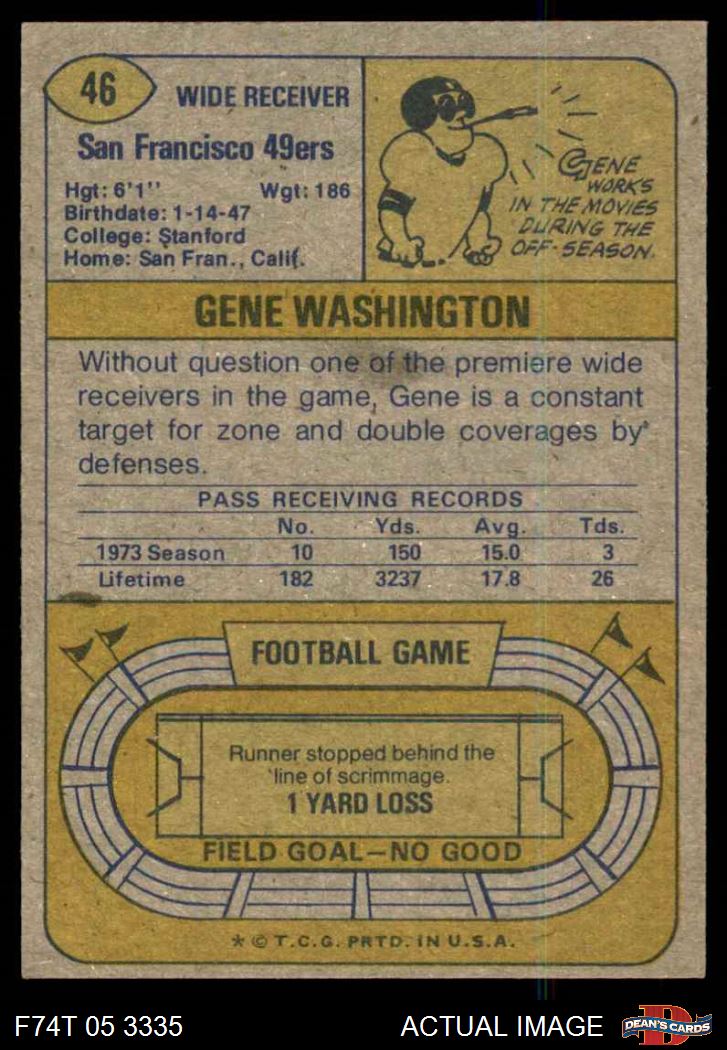 46
WIDE RECEIVER
San Francisco 49ers
Hgt: 6'1" Wgt: 186
Birthdate: 1-14-47
College: Stanford
Home: San Fran., Calif.
GENE
WORKS
IN THE MOVIES
DURING THE
OFF-SEASON.
GENE WASHINGTON
Without question one of the premiere wide
receivers in the game, Gene is a constant
target for zone and double coverages by
defenses.
PASS RECEIVING RECORDS
No. Yds. Avg. Tds.
1973 Season 10 150 15.0 3
Lifetime 182 3237 17.8 26
FOOTBALL GAME
Runner stopped behind the
line of scrimmage.
1 YARD LOSS
FIELD GOAL—NO GOOD
* © T.C.G. PRTD. IN U.S.A.
F74T 05 3335 ACTUAL IMAGE
D
DEAN'S CARDS